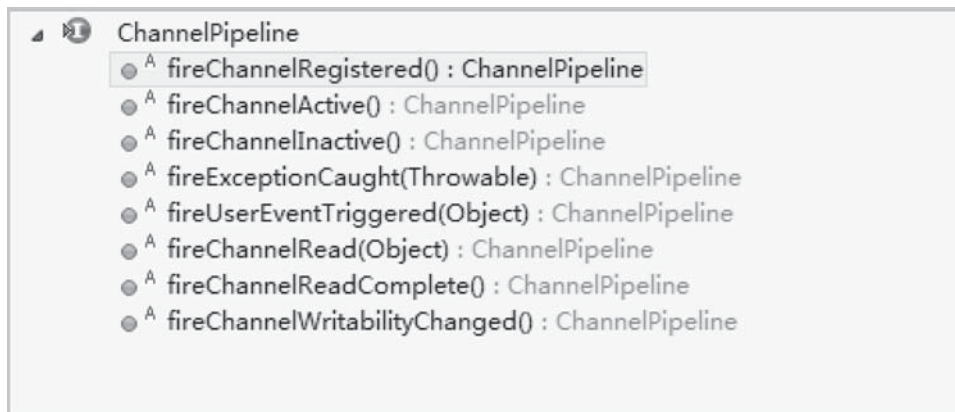 ChannelPipeline
A fireChannelRegistered() : ChannelPipeline
A fireChannelActive() : ChannelPipeline
A fireChannelInactive() : ChannelPipeline
A fireExceptionCaught(Throwable) : ChannelPipeline
A fireUserEventTriggered(Object) : ChannelPipeline
A fireChannelRead(Object) : ChannelPipeline
A fireChannelReadComplete() : ChannelPipeline
A fireChannelWritabilityChanged() : ChannelPipeline